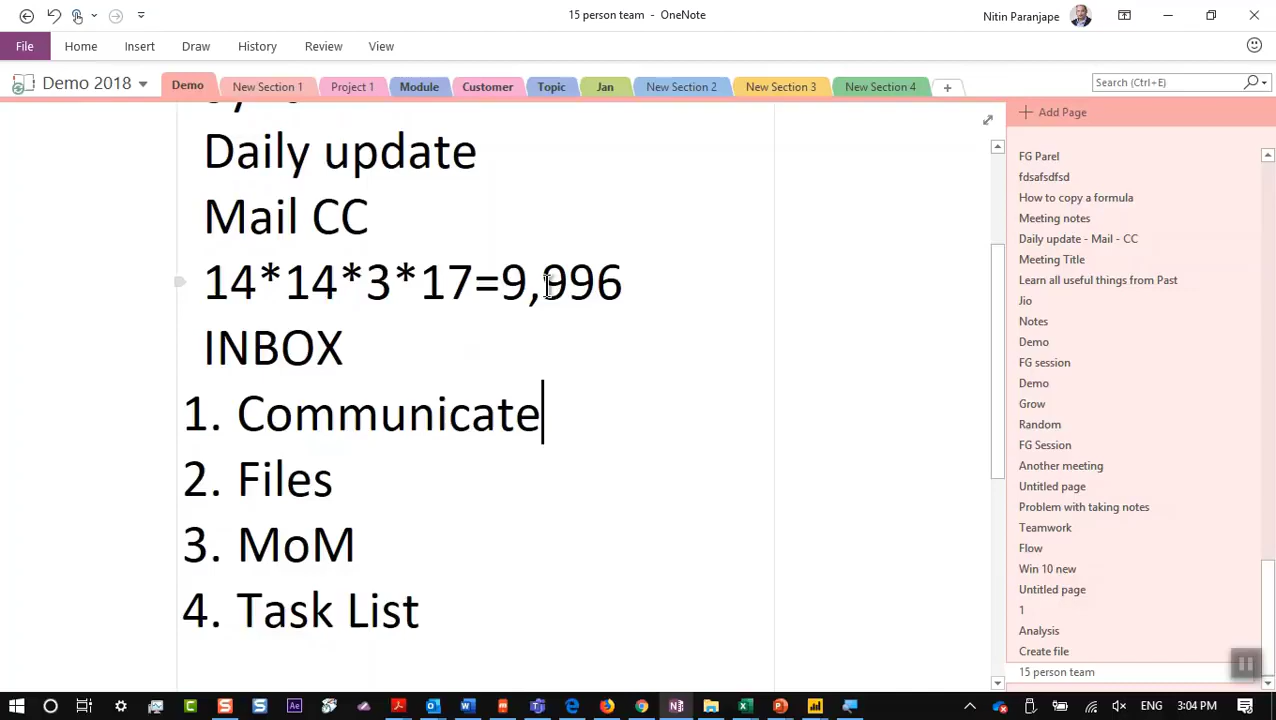 15 person team - OneNote
Nitin Paranjape
File
Home
Insert
Draw
History
Review
View
Demo 2018
Demo
New Section 1
Project 1
Module
Customer
Topic
Jan
New Section 2
New Section 3
New Section 4
Search (Ctrl+E)
Daily update
Mail CC
14*14*3*17=9,996
INBOX
1. Communicate
2. Files
3. MoM
4. Task List
Add Page
FG Parel
fdsafsdfsd
How to copy a formula
Meeting notes
Daily update - Mail - CC
Meeting Title
Learn all useful things from Past
Jio
Notes
Demo
FG session
Demo
Grow
Random
FG Session
Another meeting
Untitled page
Problem with taking notes
Teamwork
Flow
Win 10 new
Untitled page
1
Analysis
Create file
15 person team
ENG
3:04 PM